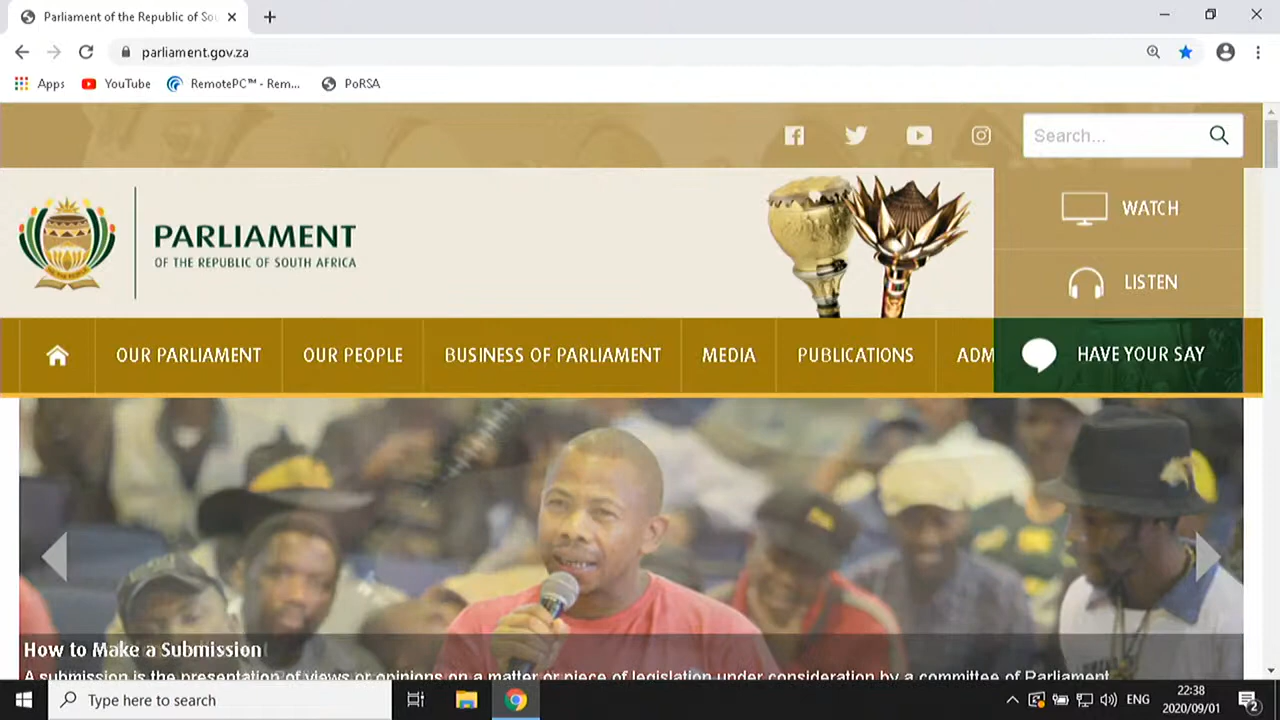 Parliament of the Republic of Sou
parliament.gov.za
Apps YouTube RemotePC™ - Rem... PoRSA
Search...
WATCH
PARLIAMENT
OF THE REPUBLIC OF SOUTH AFRICA
LISTEN
OUR PARLIAMENT OUR PEOPLE BUSINESS OF PARLIAMENT MEDIA PUBLICATIONS ADM HAVE YOUR SAY
How to Make a Submission
A submission is the presentation of views or opinions on a matter or piece of legislation under consideration by a committee of Parliament
Type here to search
ENG
22:38
2020/09/01
2